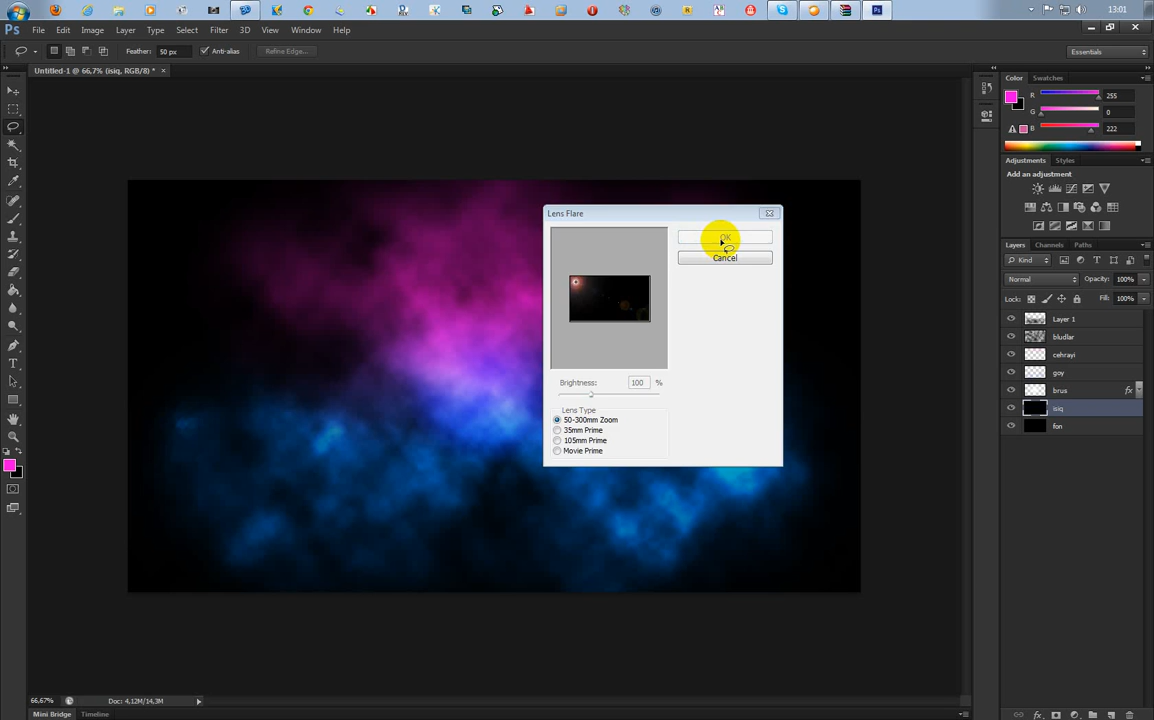 13:01
Ps File Edit Image Layer Type Select Filter 3D View Window Help
Feather: 50 px Anti-alias Refine Edge... Essentials
Untitled-1 @ 66,7% (isiq, RGB/8) * ×
Color Swatches
R 255
G 0
B 222
Adjustments Styles
Add an adjustment
Layers Channels Paths
Kind
Normal Opacity: 100%
Lock: Fill: 100%
Layer 1
bludlar
cehrayi
goy
brus fx
isiq
fon
Lens Flare
OK
Cancel
Brightness: 100 %
Lens Type
50-300mm Zoom
35mm Prime
105mm Prime
Movie Prime
66,67% Doc: 4,12M/14,3M
Mini Bridge Timeline